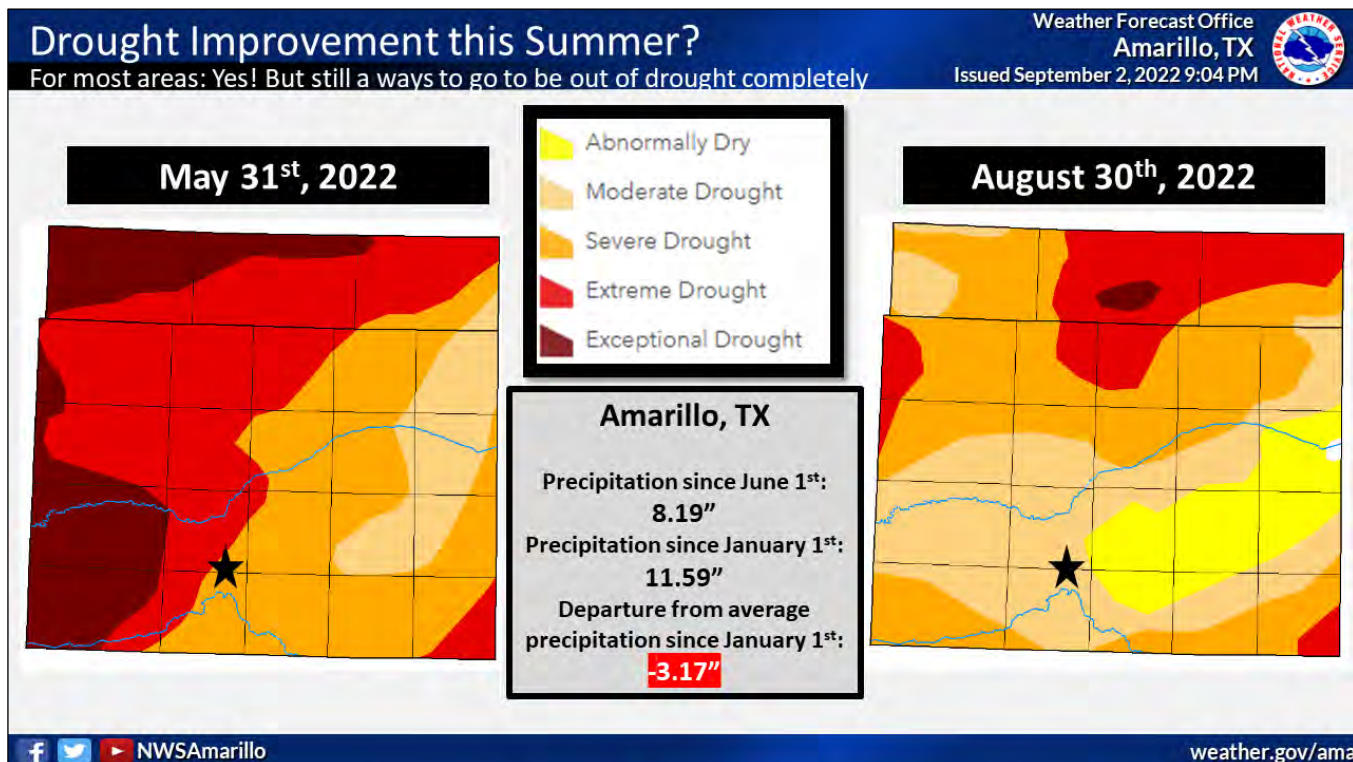 Drought Improvement this Summer?
For most areas: Yes! But still a ways to go to be out of drought completely
Weather Forecast Office
Amarillo, TX
Issued September 2, 2022 9:04 PM
NATIONAL WEATHER SERVICE
May 31st, 2022
Abnormally Dry
Moderate Drought
Severe Drought
Extreme Drought
Exceptional Drought
August 30th, 2022
Amarillo, TX
Precipitation since June 1st:
8.19”
Precipitation since January 1st:
11.59”
Departure from average
precipitation since January 1st:
-3.17”
NWSAmarillo
weather.gov/ama